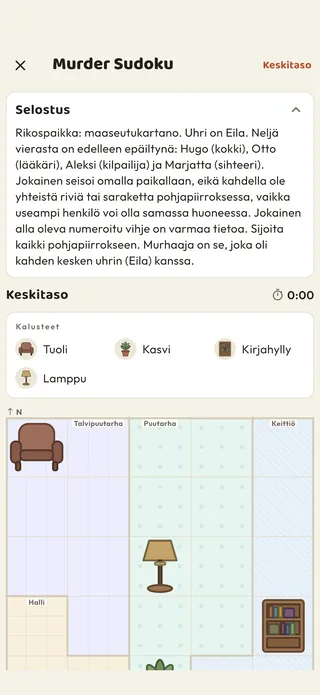 Murder Sudoku
Keskitaso
Selostus
Rikospaikka: maaseutukartano. Uhri on Eila. Neljä
vierasta on edelleen epäiltynä: Hugo (kokki), Otto
(lääkäri), Aleksi (kilpailija) ja Marjatta (sihteeri).
Jokainen seisoi omalla paikallaan, eikä kahdella ole
yhteistä riviä tai saraketta pohjapiirroksessa, vaikka
useampi henkilö voi olla samassa huoneessa. Jokainen
alla oleva numeroitu vihje on varmaa tietoa. Sijoita
kaikki pohjapiirrokseen. Murhaaja on se, joka oli
kahden kesken uhrin (Eila) kanssa.
Keskitaso
0:00
Kalusteet
Tuoli
Kasvi
Kirjahylly
Lamppu
↑ N
Talvipuutarha
Puutarha
Keittiö
Halli